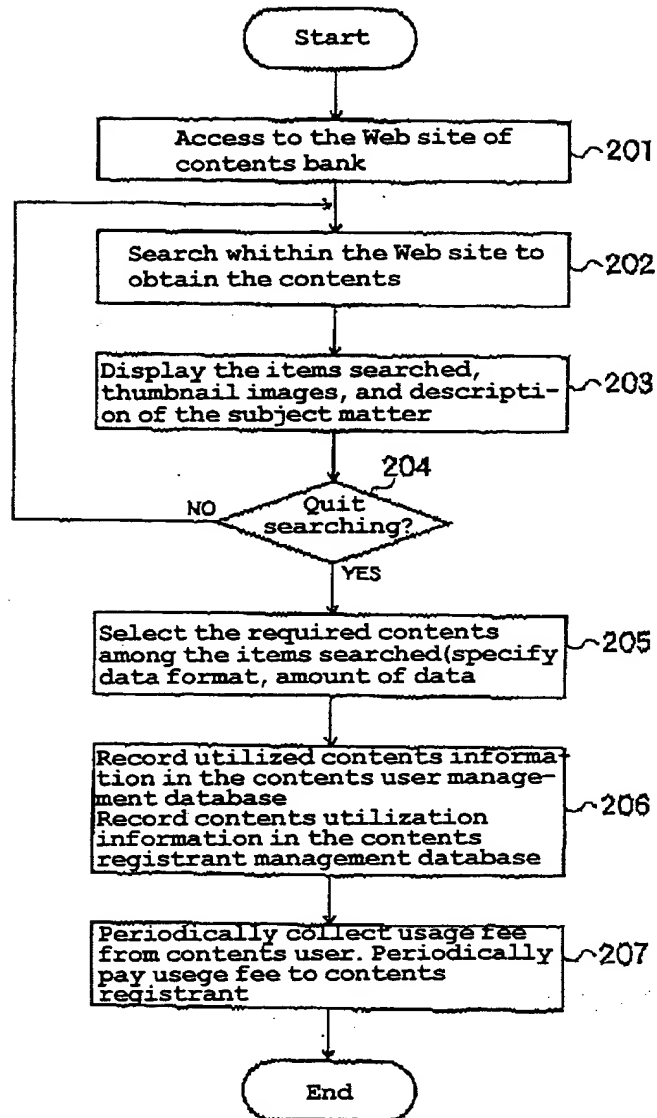 Start
Access to the Web site of
contents bank
201
Search whithin the Web site to
obtain the contents
202
Display the items searched,
thumbnail images, and descripti-
on of the subject matter
203
204
Quit
searching?
NO
YES
Select the required contents
among the items searched(specify
data format, amount of data
205
Record utilized contents informa-
tion in the contents user manage-
ment database
Record contents utilization
information in the contents
registrant management database
206
Periodically collect usage fee
from contents user. Periodically
pay usege fee to contents
registrant
207
End